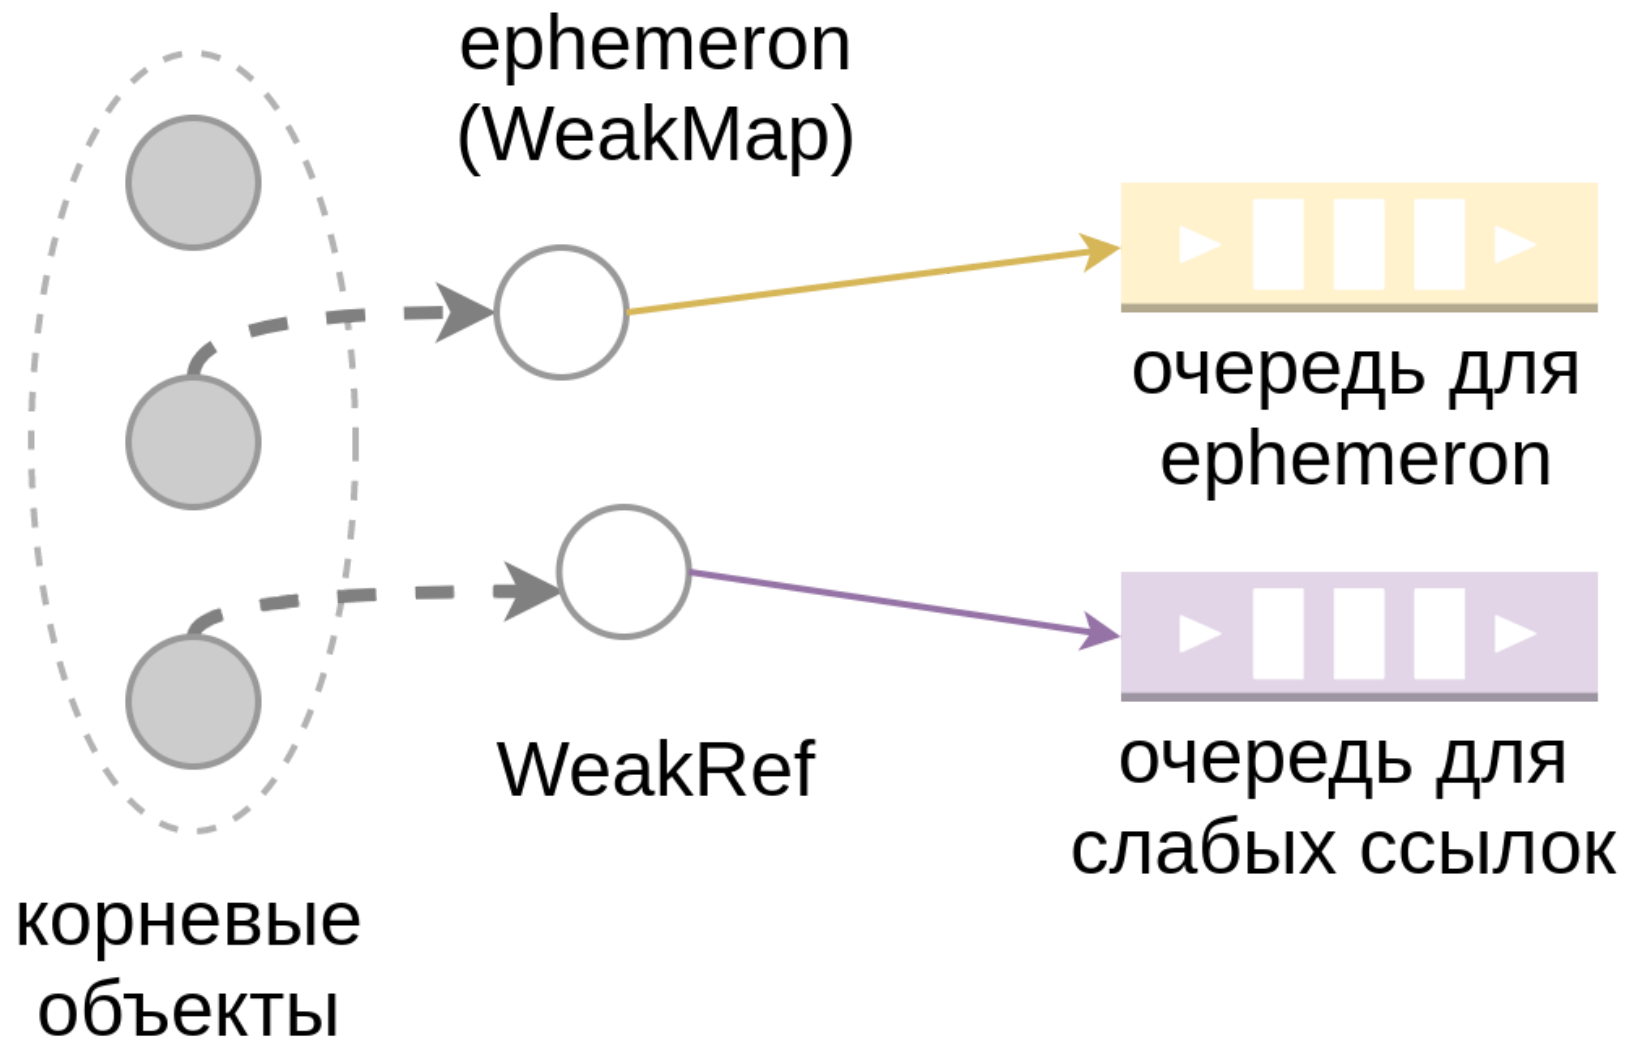 ephemeron
(WeakMap)
очередь для
ephemeron
WeakRef
очередь для
слабых ссылок
корневые
объекты